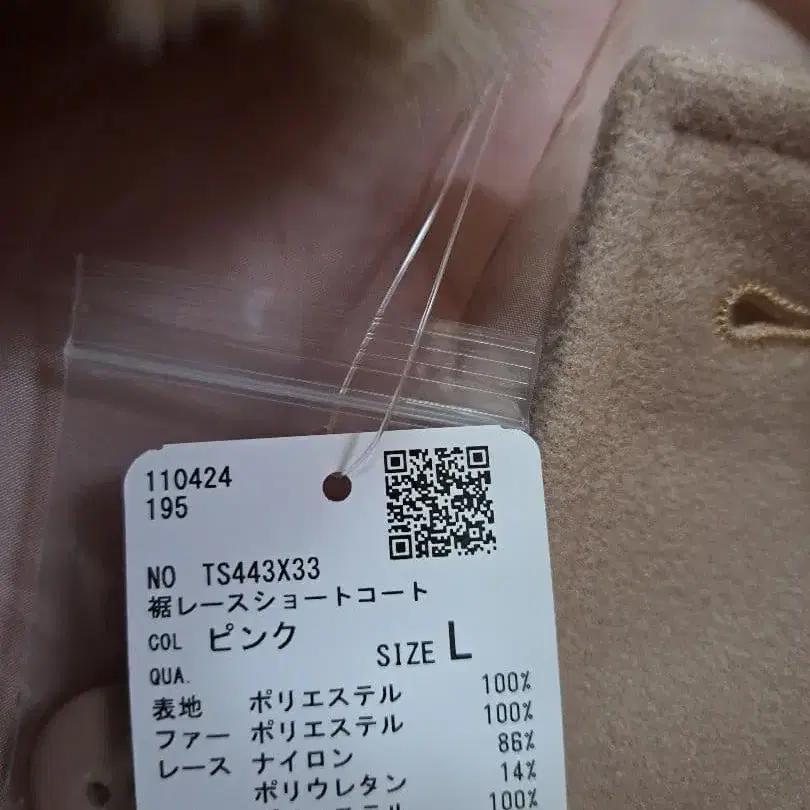 110424
195
NO TS443X33
裾レースショートコート
COL ピンク
SIZE L
QUA.
表地 ポリエステル 100%
ファー ポリエステル 100%
レース ナイロン 86%
ポリウレタン 14%
100%